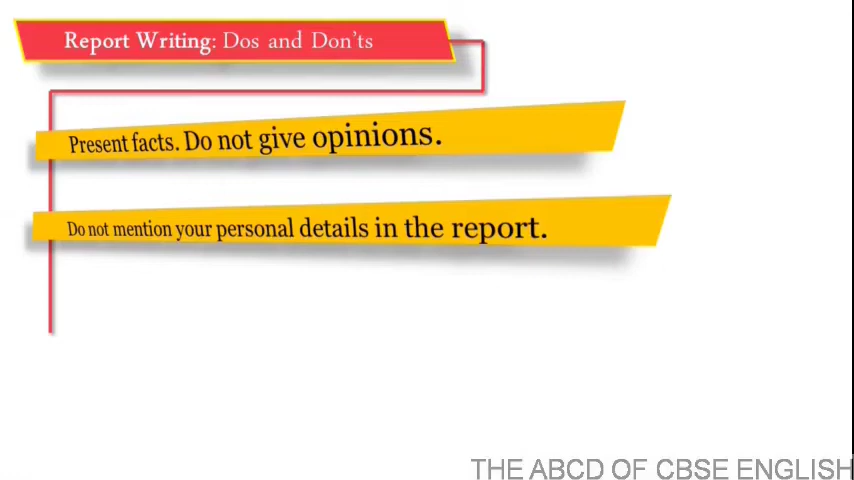 Report Writing: Dos and Don'ts
Present facts. Do not give opinions.
Do not mention your personal details in the report.
THE ABCD OF CBSE ENGLISH